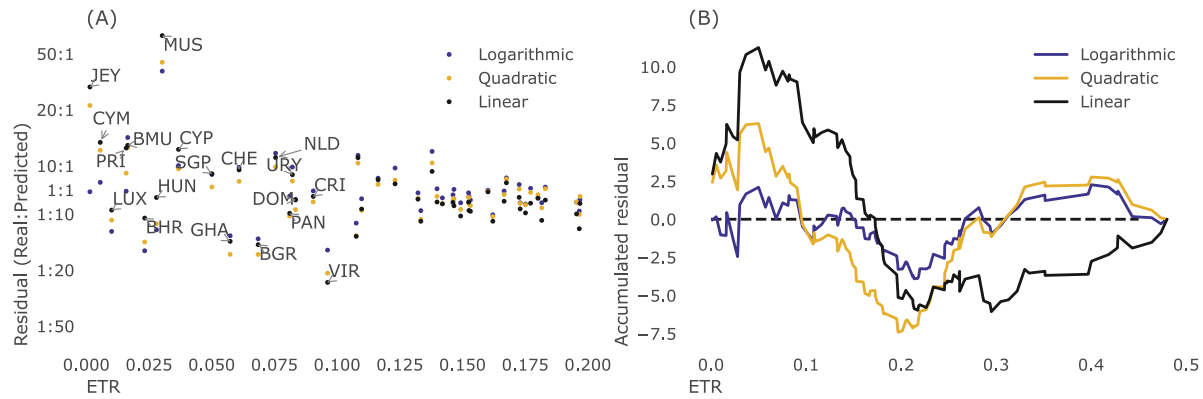 (A)
Residual (Real:Predicted)
50:1
20:1
10:1
1:1
1:10
1:20
1:50
MUS
JEY
CYM
PRI
BMU
CYP
SGP
CHE
NLD
URY
LUX
HUN
DOM
CRI
PAN
BHR
GHA
BGR
VIR
Logarithmic
Quadratic
Linear
0.000 0.025 0.050 0.075 0.100 0.125 0.150 0.175 0.200
ETR
(B)
Accumulated residual
10.0
7.5
5.0
2.5
0.0
−2.5
−5.0
−7.5
Logarithmic
Quadratic
Linear
0.0 0.1 0.2 0.3 0.4 0.5
ETR